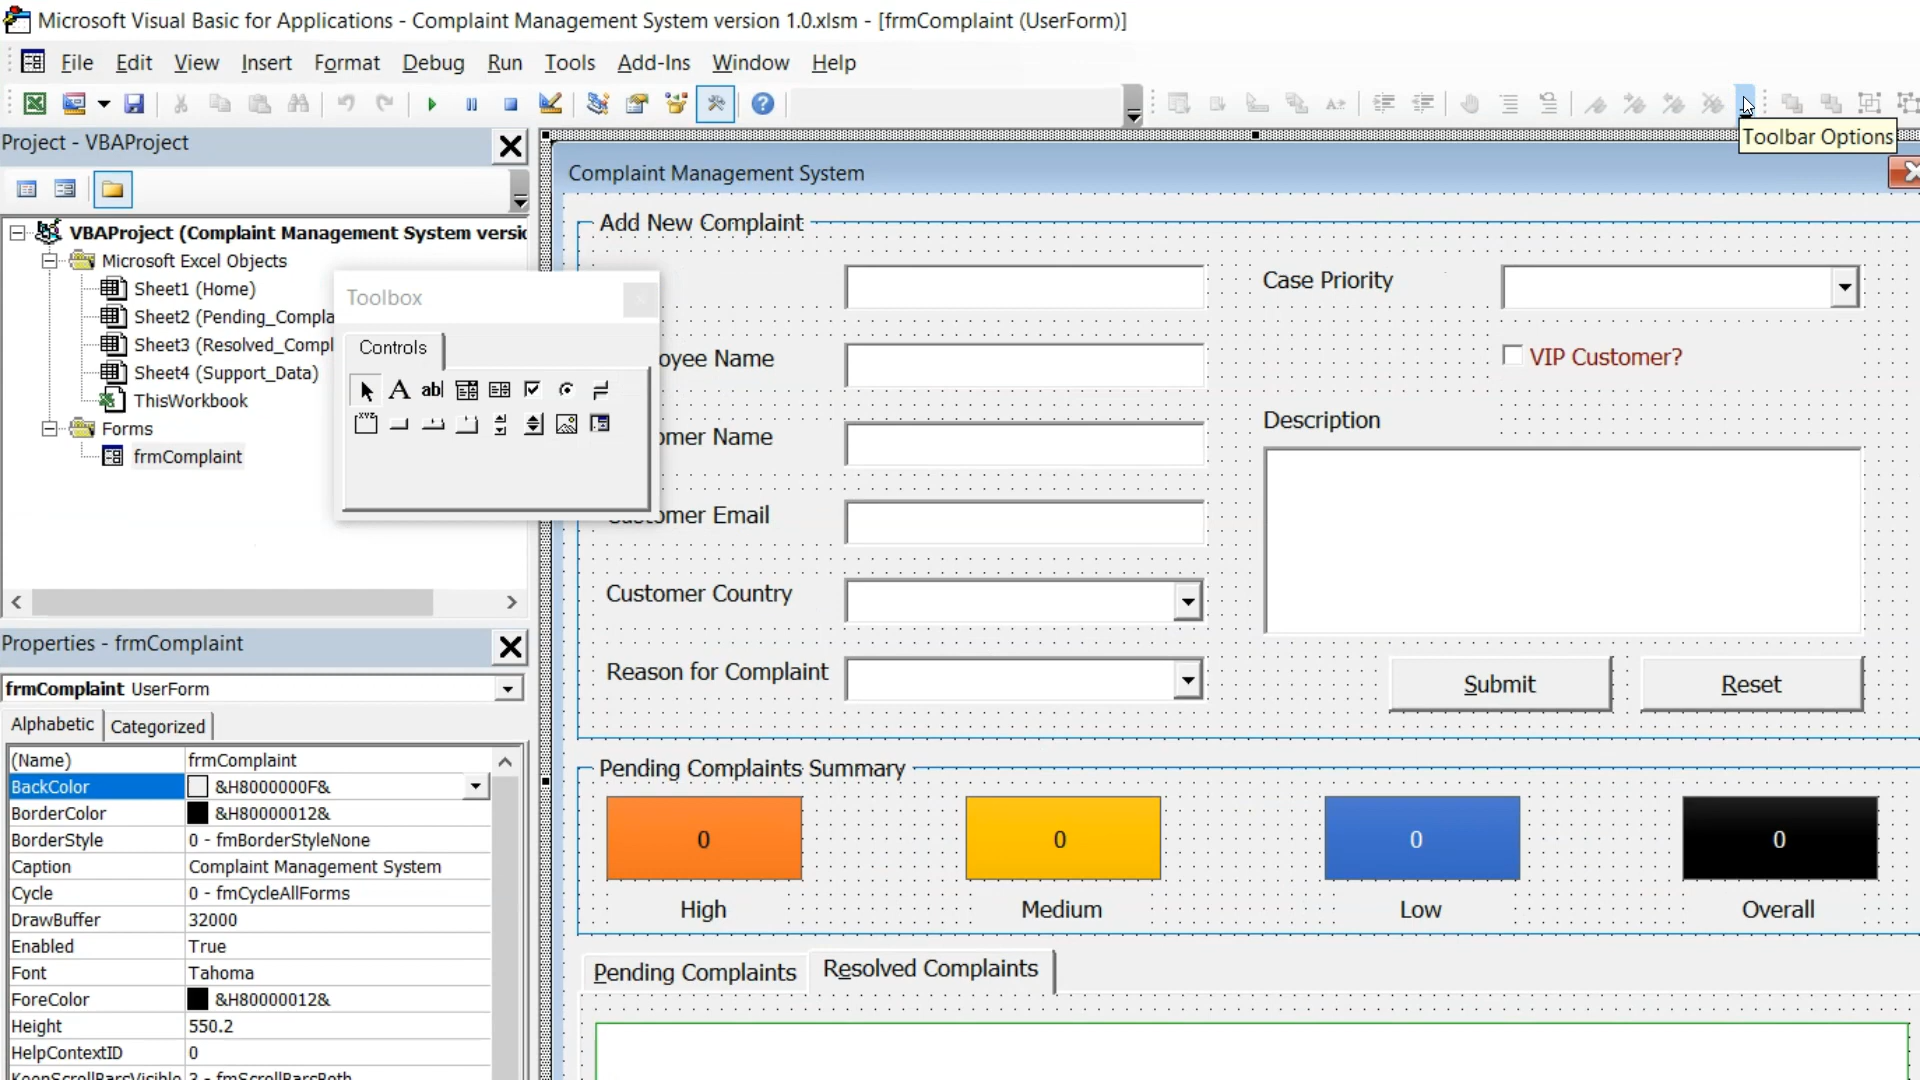 Microsoft Visual Basic for Applications - Complaint Management System version 1.0.xlsm - [frmComplaint (UserForm)]
File Edit View Insert Format Debug Run Tools Add-Ins Window Help
Toolbar Options
Project - VBAProject
VBAProject (Complaint Management System versi
Microsoft Excel Objects
Sheet1 (Home)
Sheet2 (Pending_Compla
Sheet3 (Resolved_Compl
Sheet4 (Support_Data)
ThisWorkbook
Forms
frmComplaint
Toolbox
Controls
A abl
XYZ
Properties - frmComplaint
frmComplaint UserForm
Alphabetic Categorized
(Name) frmComplaint
BackColor &H8000000F&
BorderColor &H80000012&
BorderStyle 0 - fmBorderStyleNone
Caption Complaint Management System
Cycle 0 - fmCycleAllForms
DrawBuffer 32000
Enabled True
Font Tahoma
ForeColor &H80000012&
Height 550.2
HelpContextID 0
KeepScrollBarsVisible 3 - fmScrollBarsBoth
Complaint Management System
Add New Complaint
oyee Name
omer Name
Customer Email
Customer Country
Reason for Complaint
Case Priority
VIP Customer?
Description
Submit Reset
Pending Complaints Summary
0 0 0 0
High Medium Low Overall
Pending Complaints Resolved Complaints